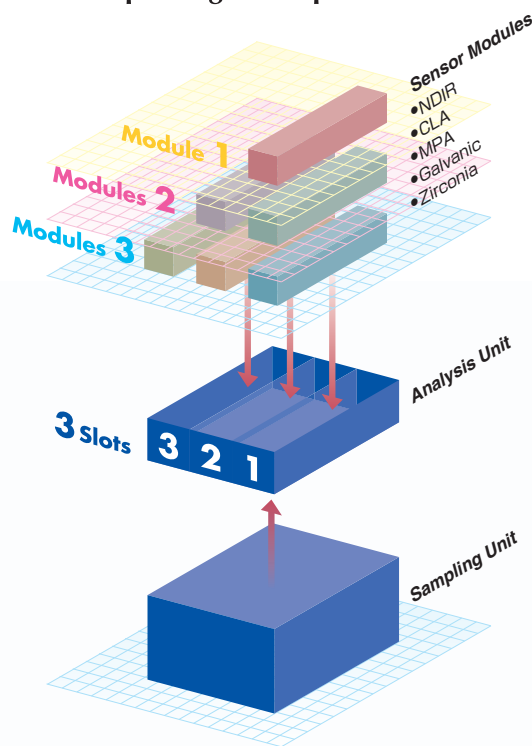 Sensor Modules
•NDIR
•CLA
•MPA
•Galvanic
•Zirconia
Module 1
Modules 2
Modules 3
Analysis Unit
3 Slots
3 2 1
Sampling Unit